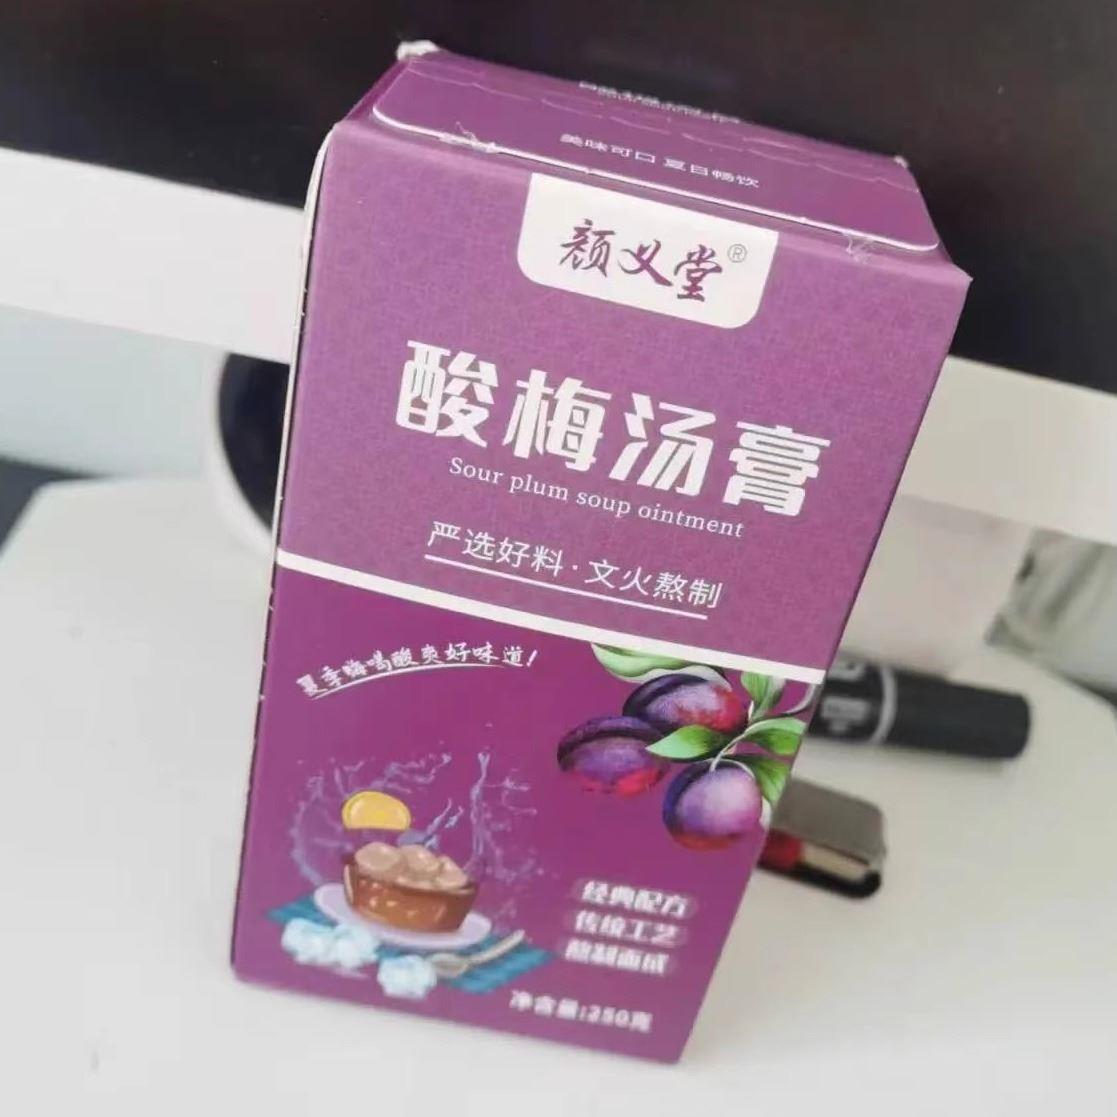 美味可口 夏日畅饮
颜义堂®
酸梅汤膏
Sour plum soup ointment
严选好料·文火熬制
夏季嗨喝酸爽好味道!
经典配方
传统工艺
熬制而成
净含量:250克